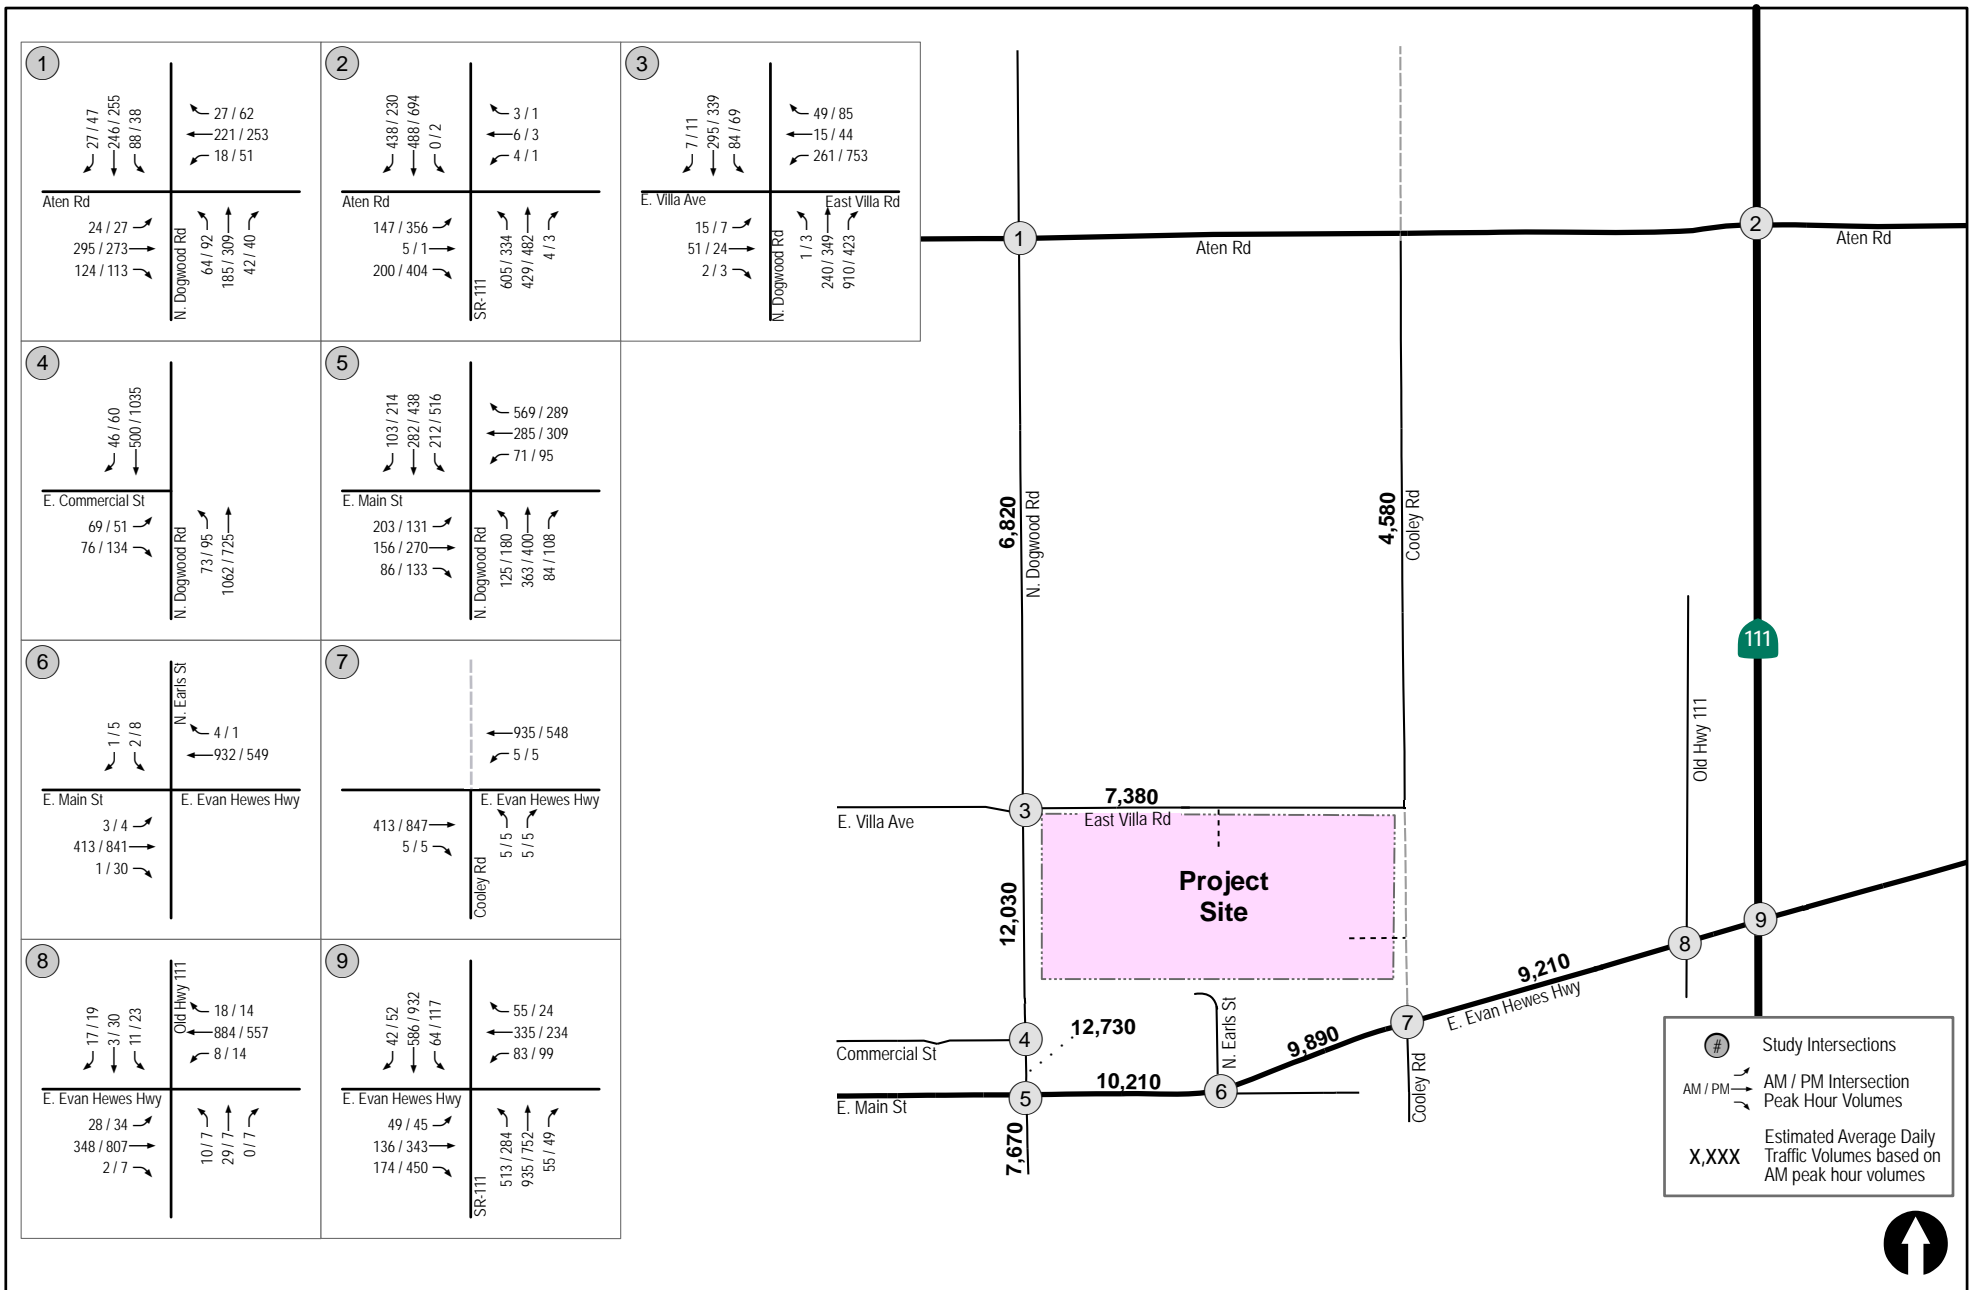 1
27 / 47
246 / 255
88 / 38
27 / 62
221 / 253
18 / 51
Aten Rd
24 / 27
295 / 273
124 / 113
N. Dogwood Rd
64 / 92
185 / 309
42 / 40
2
438 / 230
488 / 694
0 / 2
3 / 1
6 / 3
4 / 1
Aten Rd
147 / 356
5 / 1
200 / 404
SR-111
605 / 334
429 / 482
4 / 3
3
7 / 11
295 / 339
84 / 69
49 / 85
15 / 44
261 / 753
E. Villa Ave
East Villa Rd
15 / 7
51 / 24
2 / 3
N. Dogwood Rd
1 / 3
240 / 349
910 / 423
4
46 / 60
500 / 1035
E. Commercial St
69 / 51
76 / 134
N. Dogwood Rd
73 / 95
1062 / 725
5
103 / 214
282 / 438
212 / 516
569 / 289
285 / 309
71 / 95
E. Main St
203 / 131
156 / 270
86 / 133
N. Dogwood Rd
125 / 180
363 / 400
84 / 108
6
N. Earls St
1 / 5
2 / 8
4 / 1
932 / 549
E. Main St
E. Evan Hewes Hwy
3 / 4
413 / 841
1 / 30
7
935 / 548
5 / 5
E. Evan Hewes Hwy
413 / 847
5 / 5
Cooley Rd
5 / 5
5 / 5
8
Old Hwy 111
17 / 19
3 / 30
11 / 23
18 / 14
884 / 557
8 / 14
E. Evan Hewes Hwy
28 / 34
348 / 807
2 / 7
10 / 7
29 / 7
0 / 7
9
42 / 52
586 / 932
64 / 117
55 / 24
335 / 234
83 / 99
E. Evan Hewes Hwy
49 / 45
136 / 343
174 / 450
SR-111
513 / 284
935 / 752
55 / 49
1
Aten Rd
2
Aten Rd
6,820
N. Dogwood Rd
4,580
Cooley Rd
111
Old Hwy 111
3
7,380
E. Villa Ave
East Villa Rd
Project
Site
12,030
9
8
9,210
E. Evan Hewes Hwy
7
4
Commercial St
12,730
N. Earls St
9,890
Cooley Rd
5
10,210
6
E. Main St
7,670
#
Study Intersections
AM / PM
AM / PM Intersection
Peak Hour Volumes
X,XXX
Estimated Average Daily
Traffic Volumes based on
AM peak hour volumes